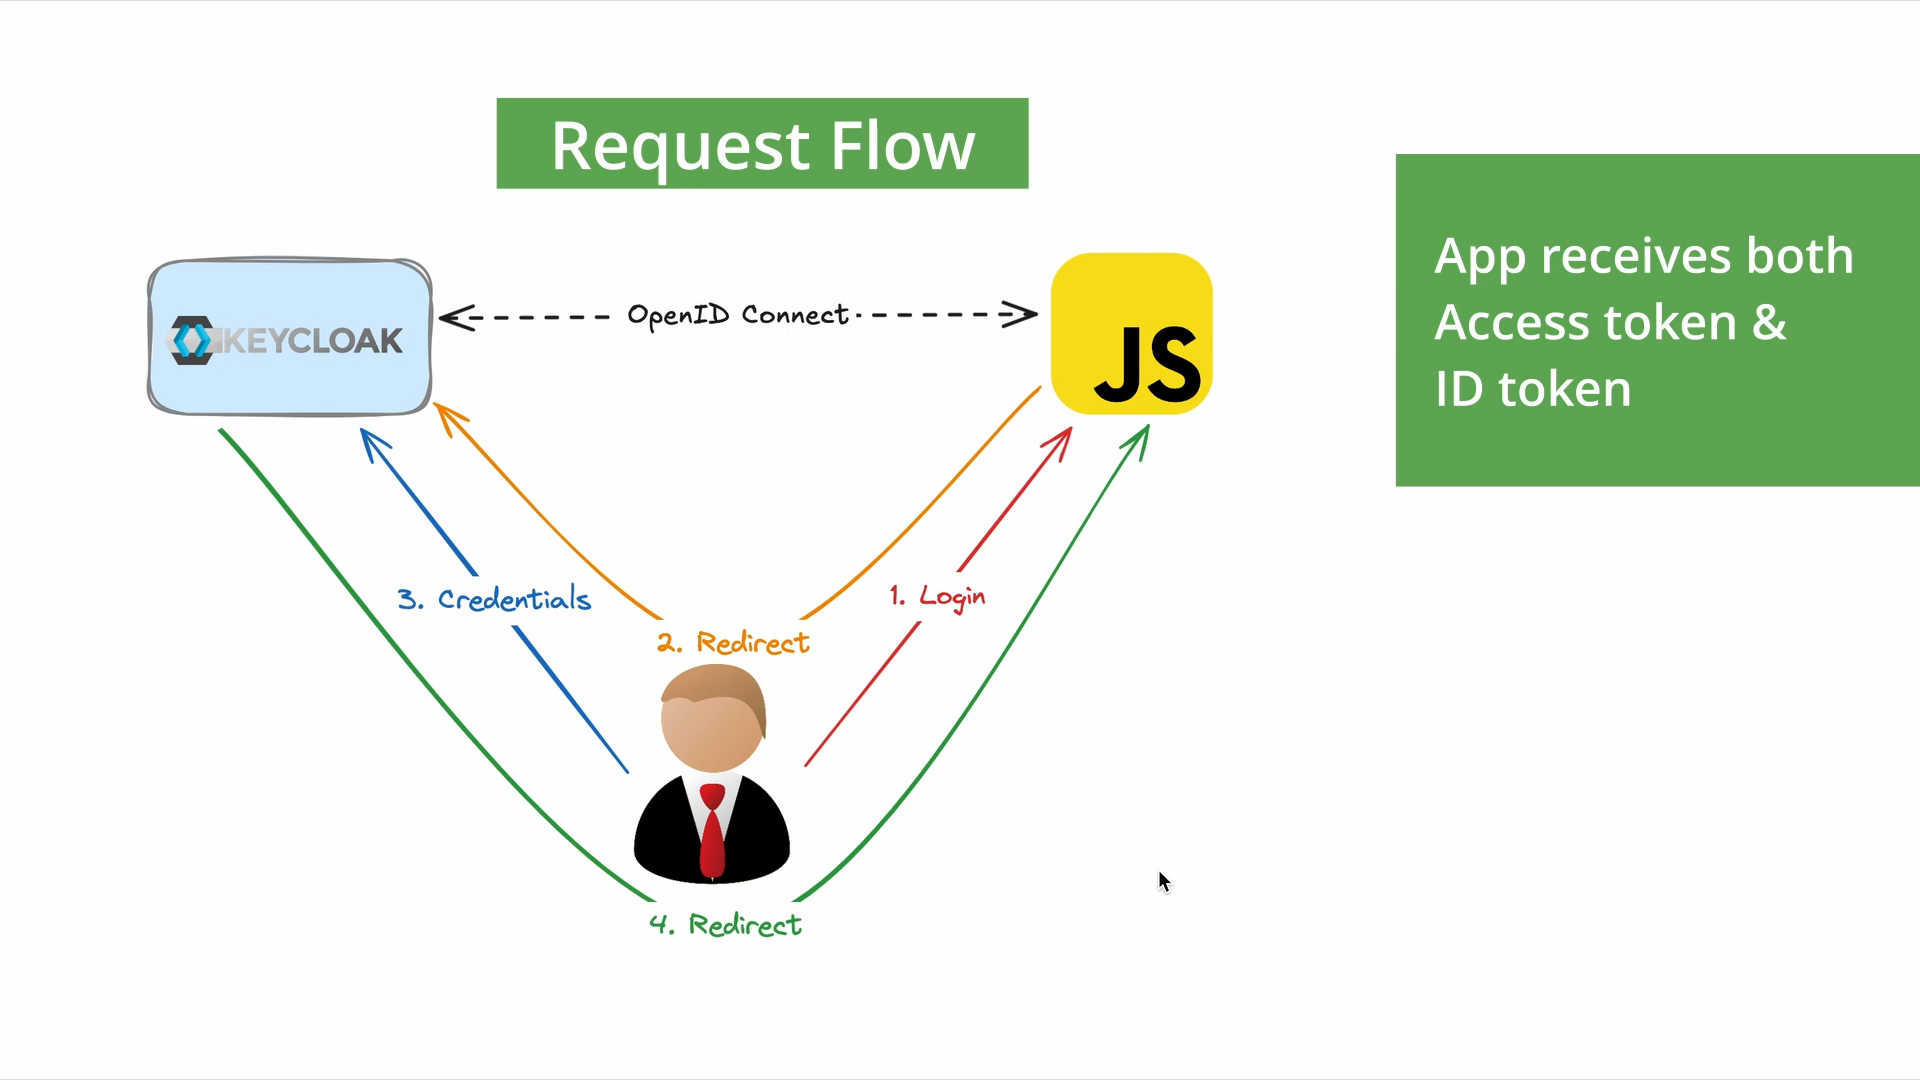 Request Flow
App receives both
Access token &
ID token
KEYCLOAK
OpenID Connect
JS
3. Credentials
1. Login
2. Redirect
4. Redirect